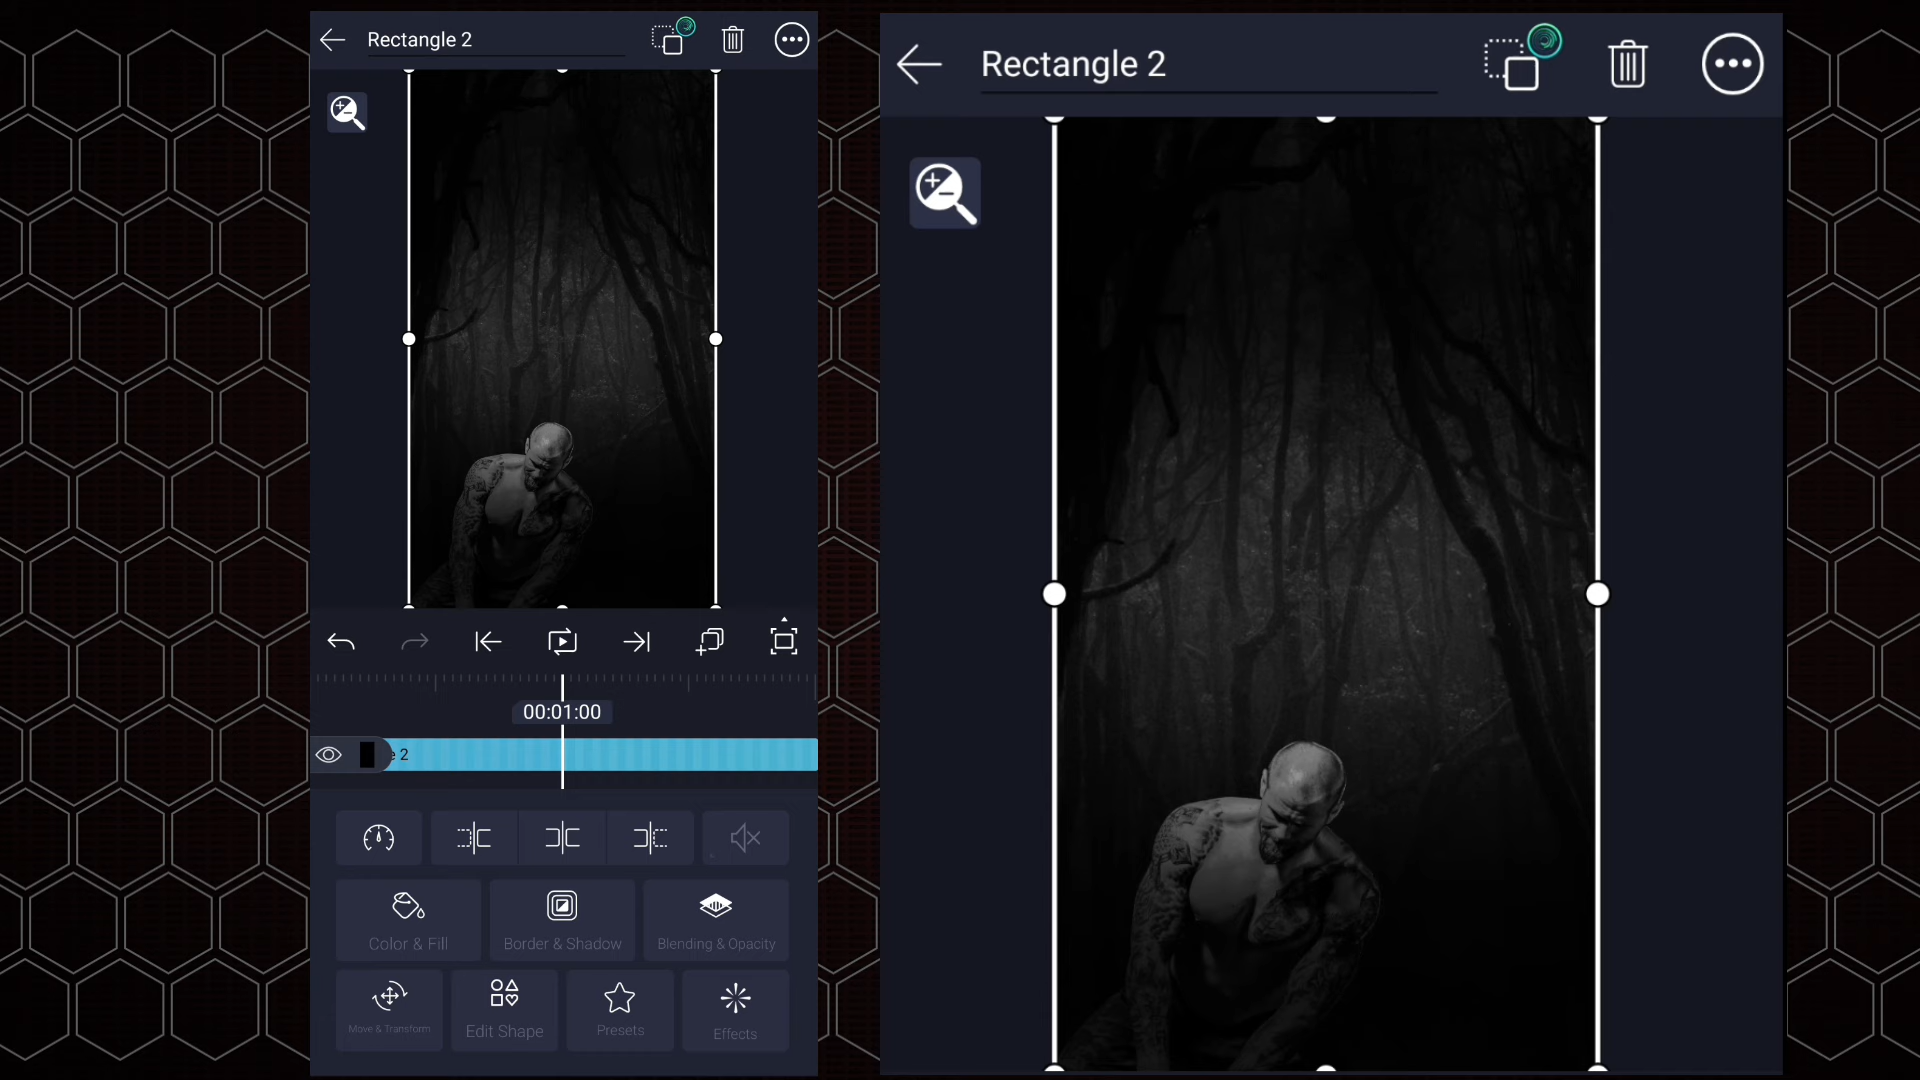 Rectangle 2
00:01:00
e 2
Color & Fill
Border & Shadow
Blending & Opacity
Move & Transform
Edit Shape
Presets
Effects
Rectangle 2